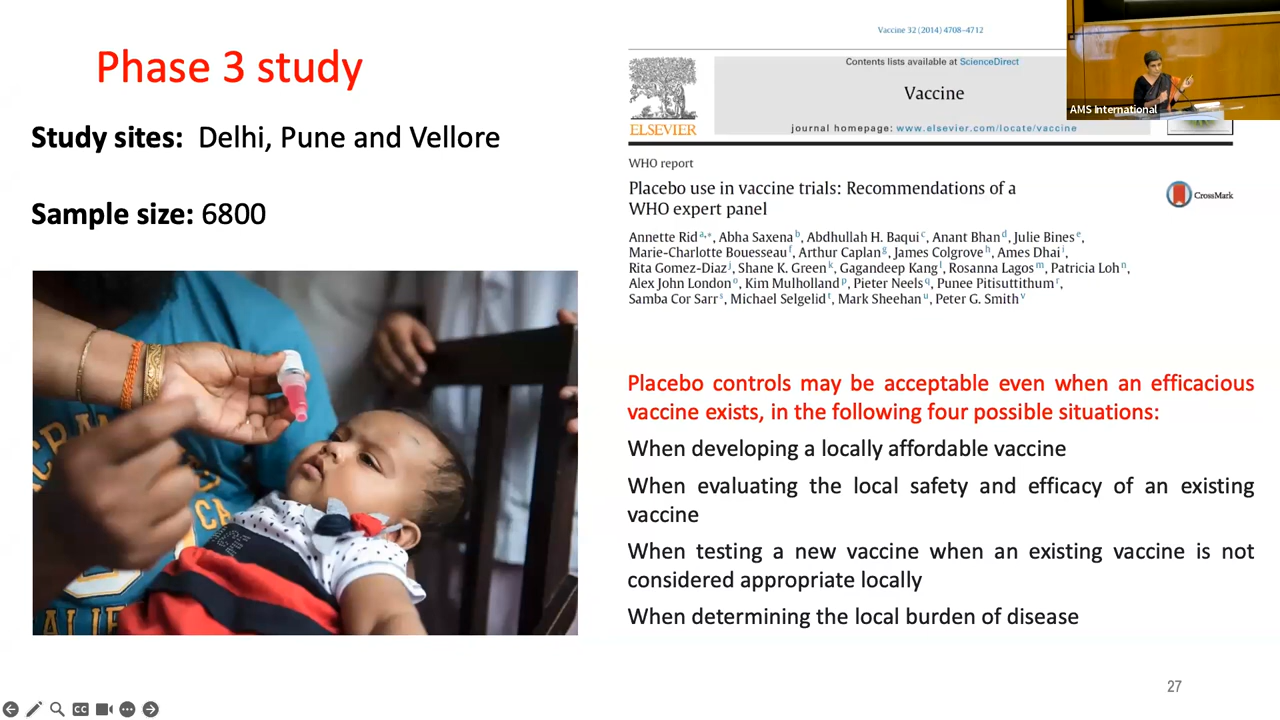 Phase 3 study
Study sites: Delhi, Pune and Vellore
Sample size: 6800
CA
ALIF
Vaccine 32 (2014) 4708–4712
Contents lists available at ScienceDirect
Vaccine
journal homepage: www.elsevier.com/locate/vaccine
ELSEVIER
AMS International
WHO report
Placebo use in vaccine trials: Recommendations of a
WHO expert panel
CrossMark
Annette Rid a,*, Abha Saxena b, Abdhullah H. Baqui c, Anant Bhan d, Julie Bines e,
Marie-Charlotte Bouesseau f, Arthur Caplan g, James Colgrove h, Ames Dhai i,
Rita Gomez-Diaz j, Shane K. Green k, Gagandeep Kang l, Rosanna Lagos m, Patricia Loh n,
Alex John London o, Kim Mulholland p, Pieter Neels q, Punee Pitisuttithum r,
Samba Cor Sarr s, Michael Selgelid t, Mark Sheehan u, Peter G. Smith v
Placebo controls may be acceptable even when an efficacious
vaccine exists, in the following four possible situations:
When developing a locally affordable vaccine
When evaluating the local safety and efficacy of an existing
vaccine
When testing a new vaccine when an existing vaccine is not
considered appropriate locally
When determining the local burden of disease
27
CC